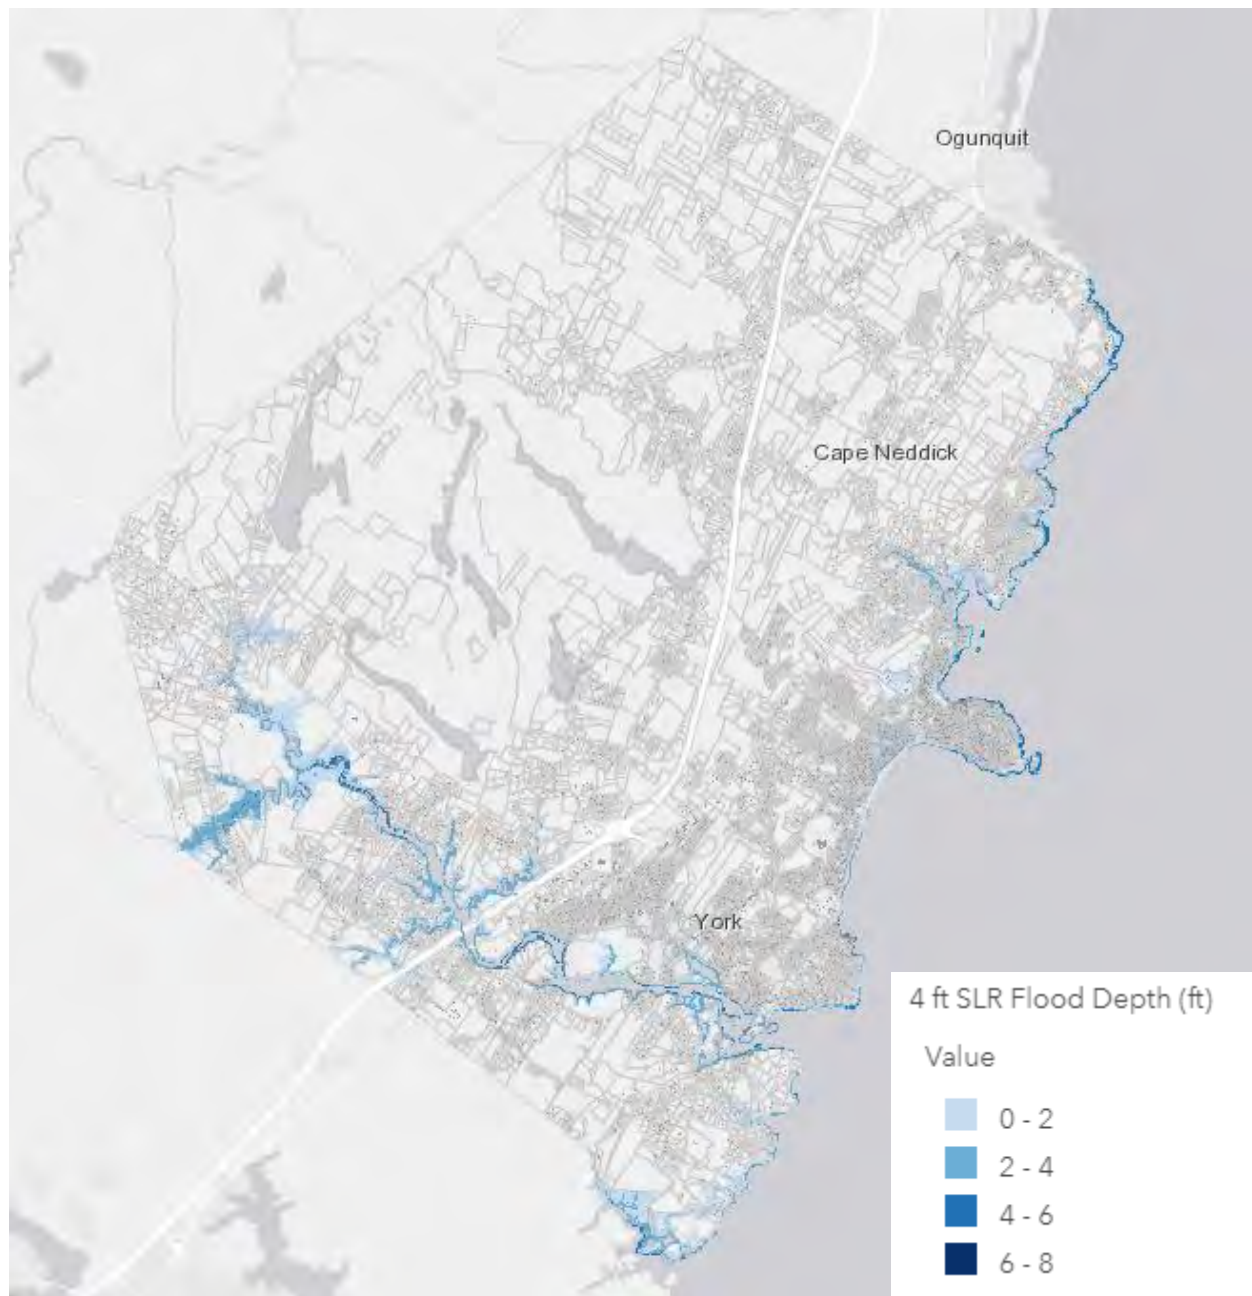 Ogunquit
Cape Neddick
York
4 ft SLR Flood Depth (ft)
Value
0 - 2
2 - 4
4 - 6
6 - 8